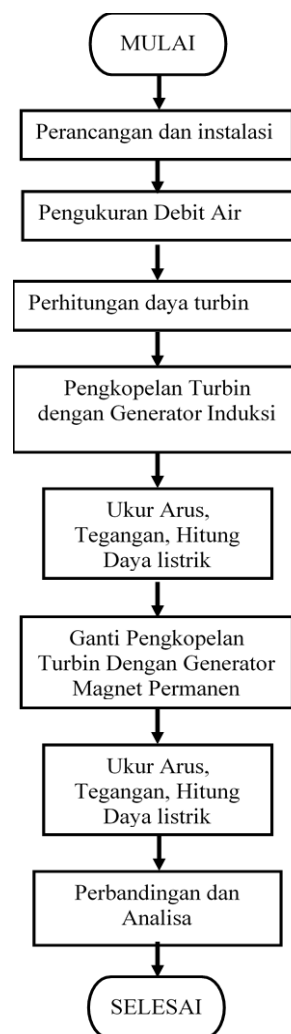 MULAI
Perancangan dan instalasi
Pengukuran Debit Air
Perhitungan daya turbin
Pengkopelan Turbin
dengan Generator Induksi
Ukur Arus,
Tegangan, Hitung
Daya listrik
Ganti Pengkopelan
Turbin Dengan Generator
Magnet Permanen
Ukur Arus,
Tegangan, Hitung
Daya listrik
Perbandingan dan
Analisa
SELESAI